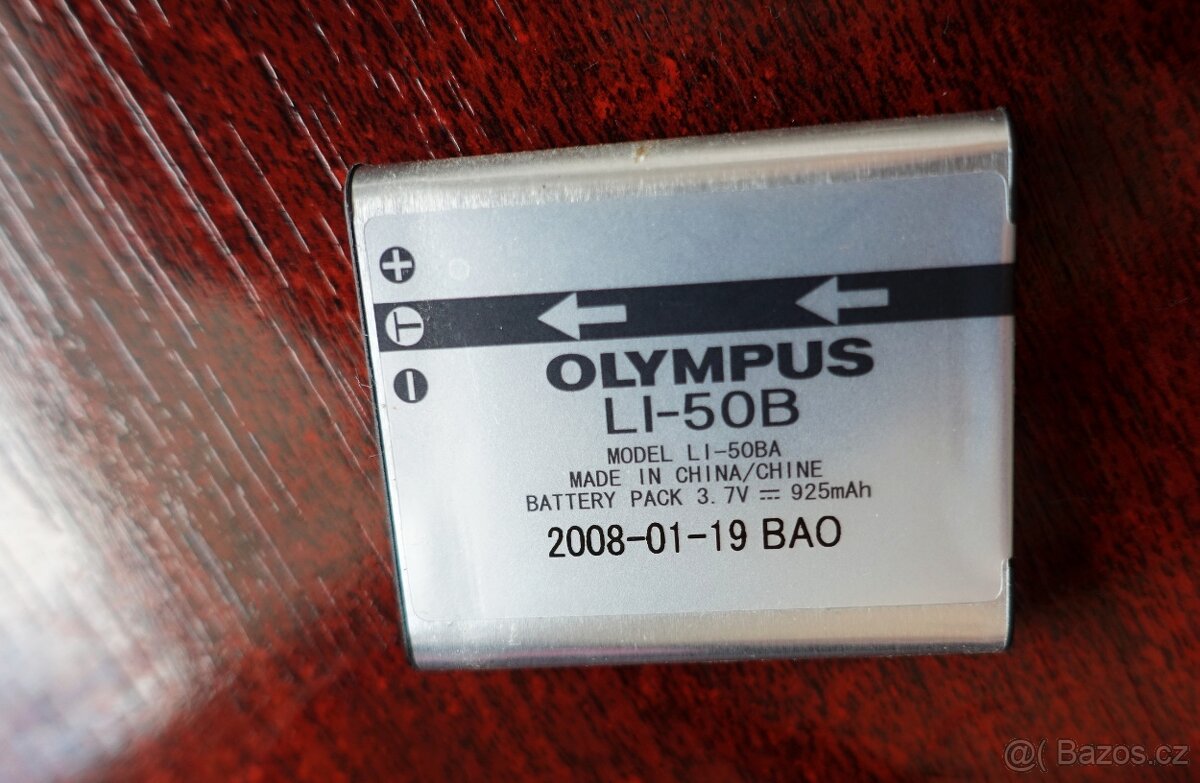 +
T
-
OLYMPUS
LI-50B
MODEL LI-50BA
MADE IN CHINA/CHINE
BATTERY PACK 3.7V ⎓ 925mAh
2008-01-19 BAO
@( Bazos.cz